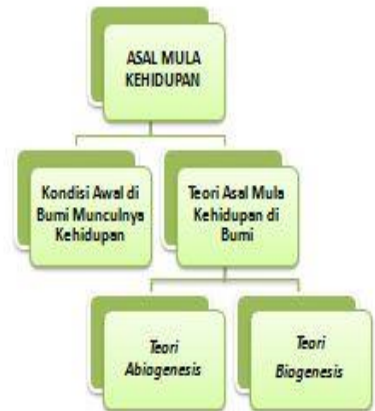 ASAL MULA
KEHIDUPAN
Kondisi Awal di
Bumi Munculnya
Kehidupan
Teori Asal Mula
Kehidupan di
Bumi
Teori
Abiogenesis
Teori
Biogenesis